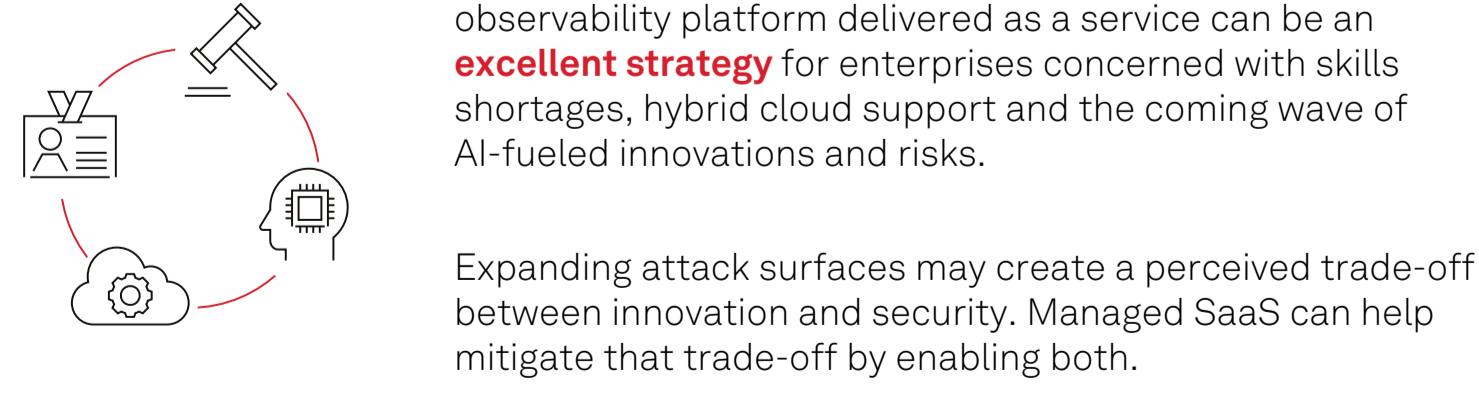 observability platform delivered as a service can be an
excellent strategy for enterprises concerned with skills
shortages, hybrid cloud support and the coming wave of
AI-fueled innovations and risks.
Expanding attack surfaces may create a perceived trade-off
between innovation and security. Managed SaaS can help
mitigate that trade-off by enabling both.